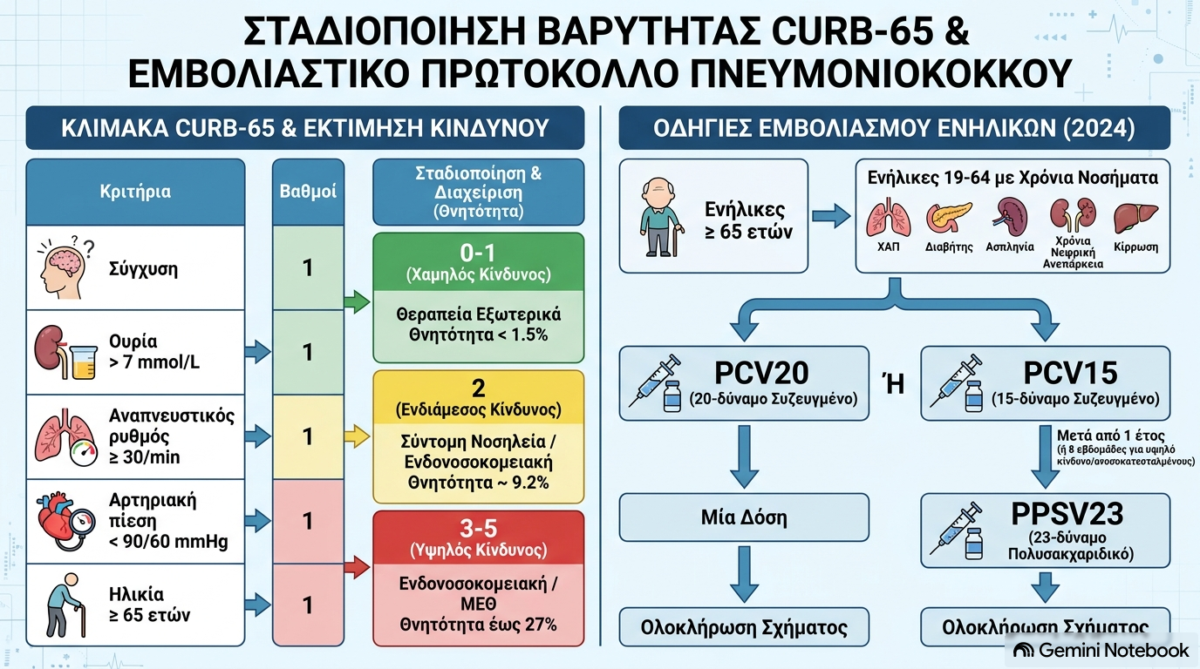 ΣΤΑΔΙΟΠΟΙΗΣΗ ΒΑΡΥΤΗΤΑΣ CURB-65 &
ΕΜΒΟΛΙΑΣΤΙΚΟ ΠΡΩΤΟΚΟΛΛΟ ΠΝΕΥΜΟΝΙΟΚΟΚΚΟΥ
ΚΛΙΜΑΚΑ CURB-65 & ΕΚΤΙΜΗΣΗ ΚΙΝΔΥΝΟΥ
Κριτήρια
Βαθμοί
Σταδιοποίηση &
Διαχείριση
(Θνητότητα)
Σύγχυση
1
Ουρία
> 7 mmol/L
1
Αναπνευστικός
ρυθμός
≥ 30/min
1
Αρτηριακή
πίεση
< 90/60 mmHg
1
Ηλικία
≥ 65 ετών
1
0-1
(Χαμηλός Κίνδυνος)
Θεραπεία Εξωτερικά
Θνητότητα < 1.5%
2
(Ενδιάμεσος Κίνδυνος)
Σύντομη Νοσηλεία /
Ενδονοσοκομειακή
Θνητότητα ~ 9.2%
3-5
(Υψηλός Κίνδυνος)
Ενδονοσοκομειακή /
ΜΕΘ
Θνητότητα έως 27%
ΟΔΗΓΙΕΣ ΕΜΒΟΛΙΑΣΜΟΥ ΕΝΗΛΙΚΩΝ (2024)
Ενήλικες
≥ 65 ετών
Ενήλικες 19-64 με Χρόνια Νοσήματα
ΧΑΠ
Διαβήτης
Ασπληνία
Χρόνια
Νεφρική
Ανεπάρκεια
Κίρρωση
PCV20
(20-δύναμο Συζευγμένο)
Ή
PCV15
(15-δύναμο Συζευγμένο)
Μετά από 1 έτος
(ή 8 εβδομάδες για υψηλό
Μία Δόση
PPSV23
(23-δύναμο
Πολυσακχαριδικό)
Ολοκλήρωση Σχήματος
Ολοκλήρωση Σχήματος
Gemini Notebook